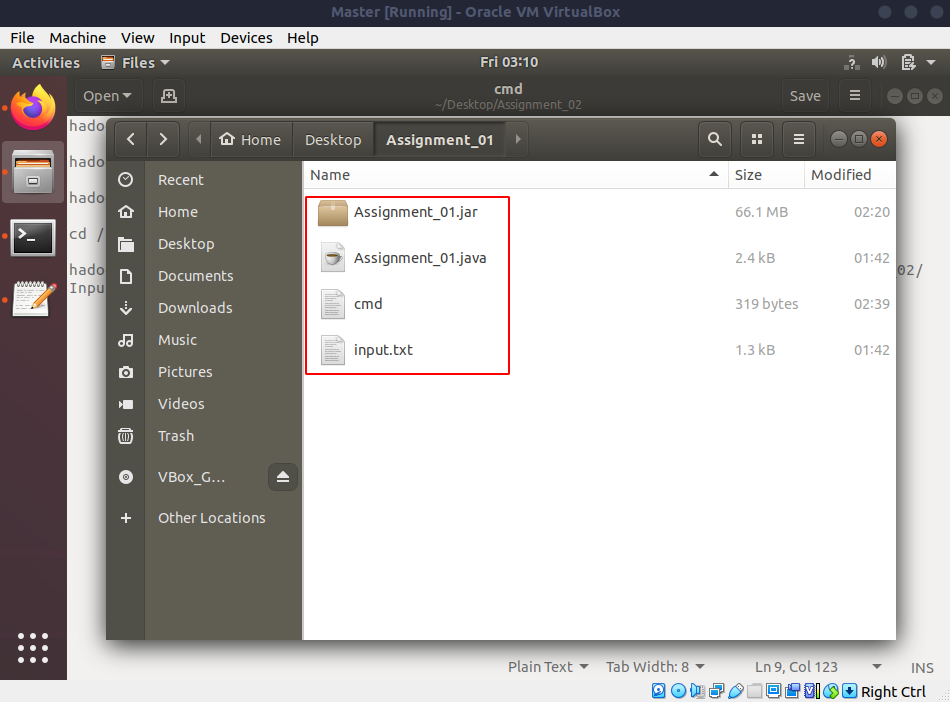 Master [Running] - Oracle VM VirtualBox
File Machine View Input Devices Help
Activities Files Fri 03:10
Open cmd Save
~/Desktop/Assignment_02
hado
hado
hado
cd /
hado 02/
Inpu
Home Desktop Assignment_01
Recent
Home
Desktop
Documents
Downloads
Music
Pictures
Videos
Trash
VBox_G…
Other Locations
Name Size Modified
Assignment_01.jar 66.1 MB 02:20
Assignment_01.java 2.4 kB 01:42
cmd 319 bytes 02:39
input.txt 1.3 kB 01:42
Plain Text Tab Width: 8 Ln 9, Col 123 INS
Right Ctrl